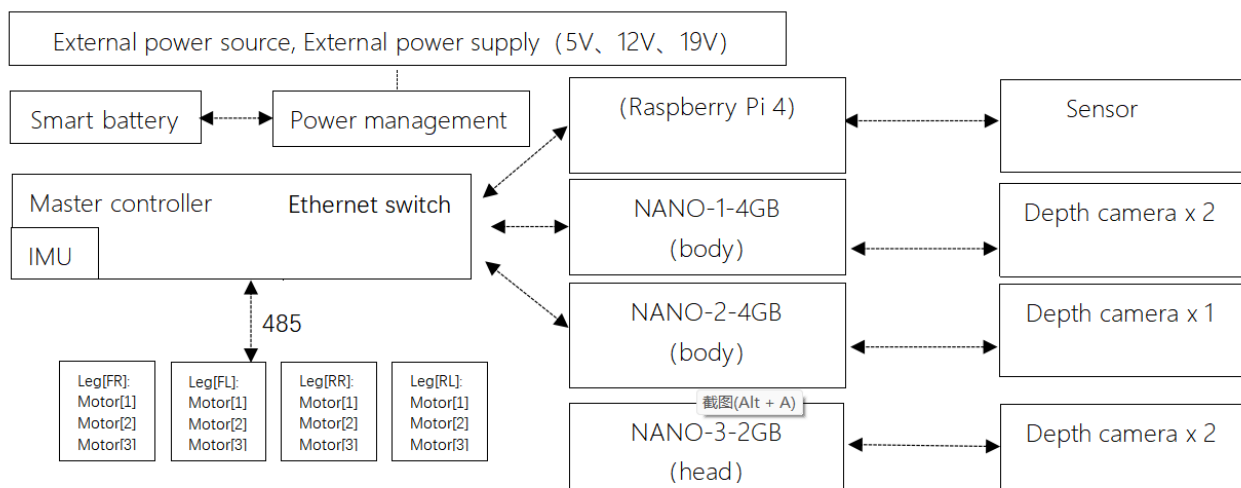 External power source, External power supply（5V、12V、19V）
Smart battery
Power management
(Raspberry Pi 4)
Sensor
Master controller
Ethernet switch
IMU
NANO-1-4GB
(body)
Depth camera x 2
NANO-2-4GB
(body)
Depth camera x 1
485
Leg[FR]:
Motor[1]
Motor[2]
Motor[3]
Leg[FL]:
Motor[1]
Motor[2]
Motor[3]
Leg[RR]:
Motor[1]
Motor[2]
Motor[3]
Leg[RL]:
Motor[1]
Motor[2]
Motor[3]
截图(Alt + A)
NANO-3-2GB
(head)
Depth camera x 2